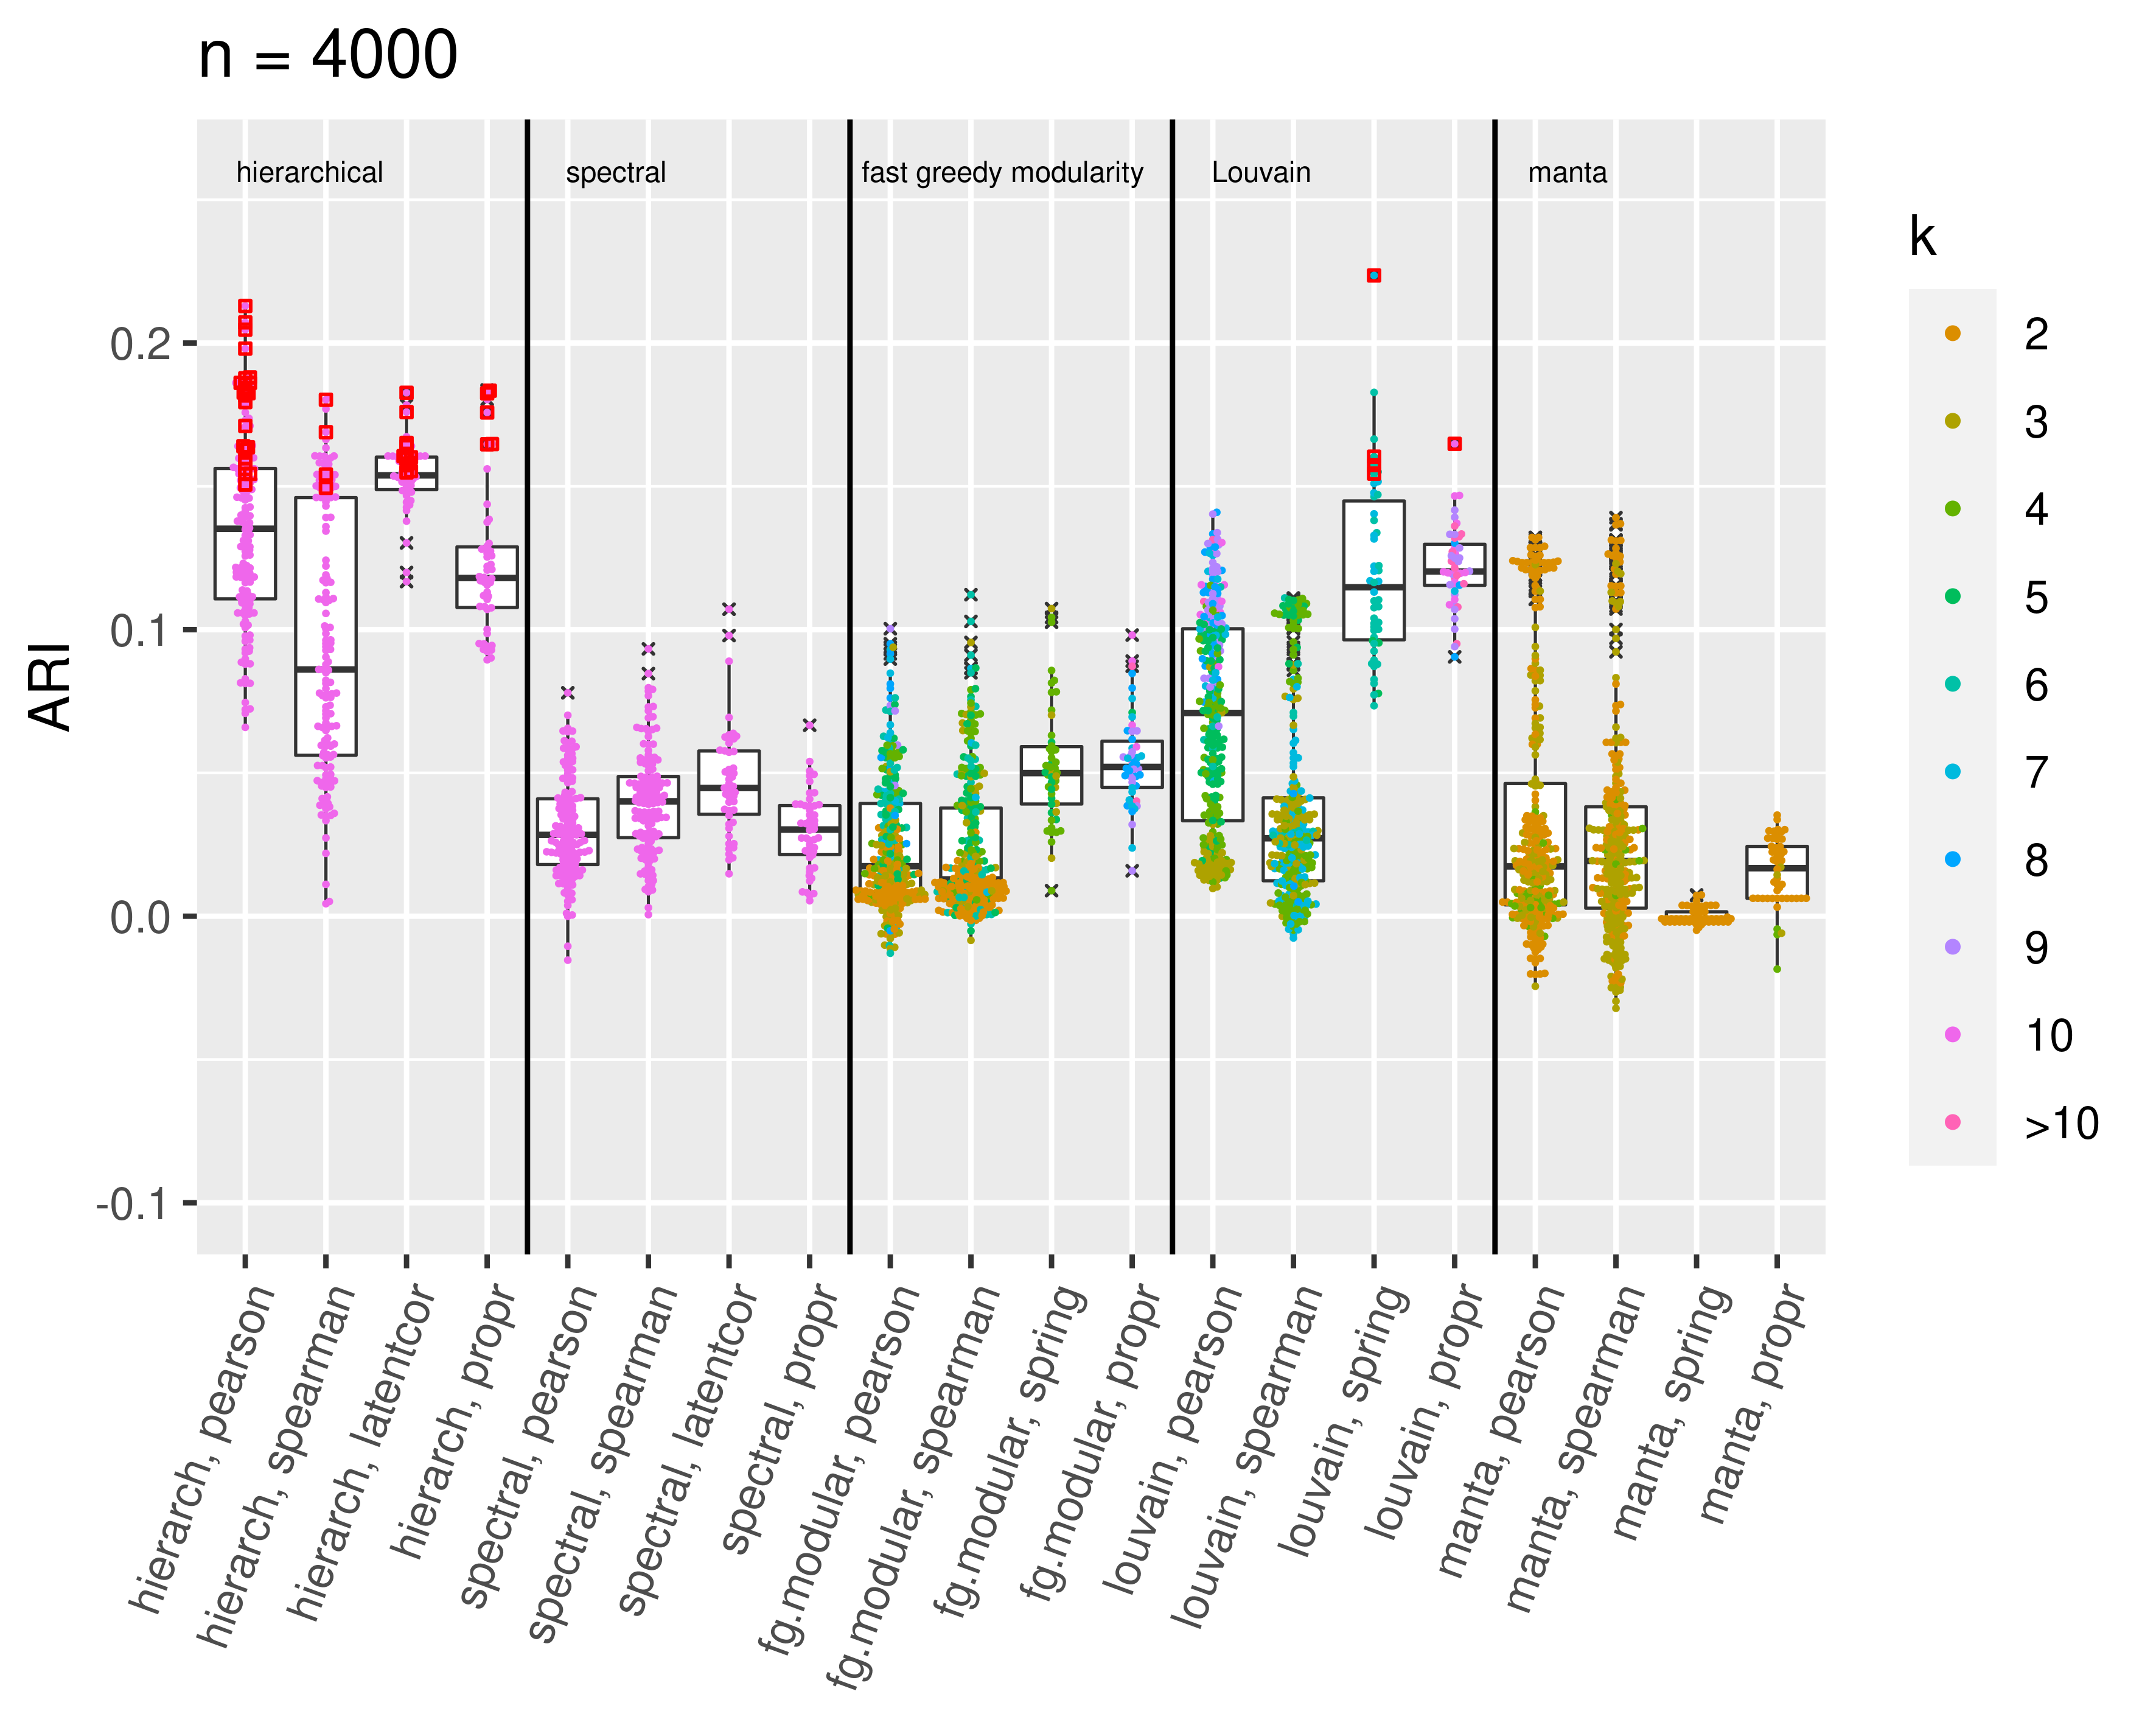 n = 4000
hierarchical
spectral
fast greedy modularity
Louvain
manta
ARI
0.2
0.1
0.0
-0.1
hierarch, pearson
hierarch, spearman
hierarch, latentcor
hierarch, propr
spectral, pearson
spectral, spearman
spectral, latentcor
spectral, propr
fg.modular, pearson
fg.modular, spearman
fg.modular, spring
fg.modular, propr
louvain, pearson
louvain, spearman
louvain, spring
louvain, propr
manta, pearson
manta, spearman
manta, spring
manta, propr
k
2
3
4
5
6
7
8
9
10
>10